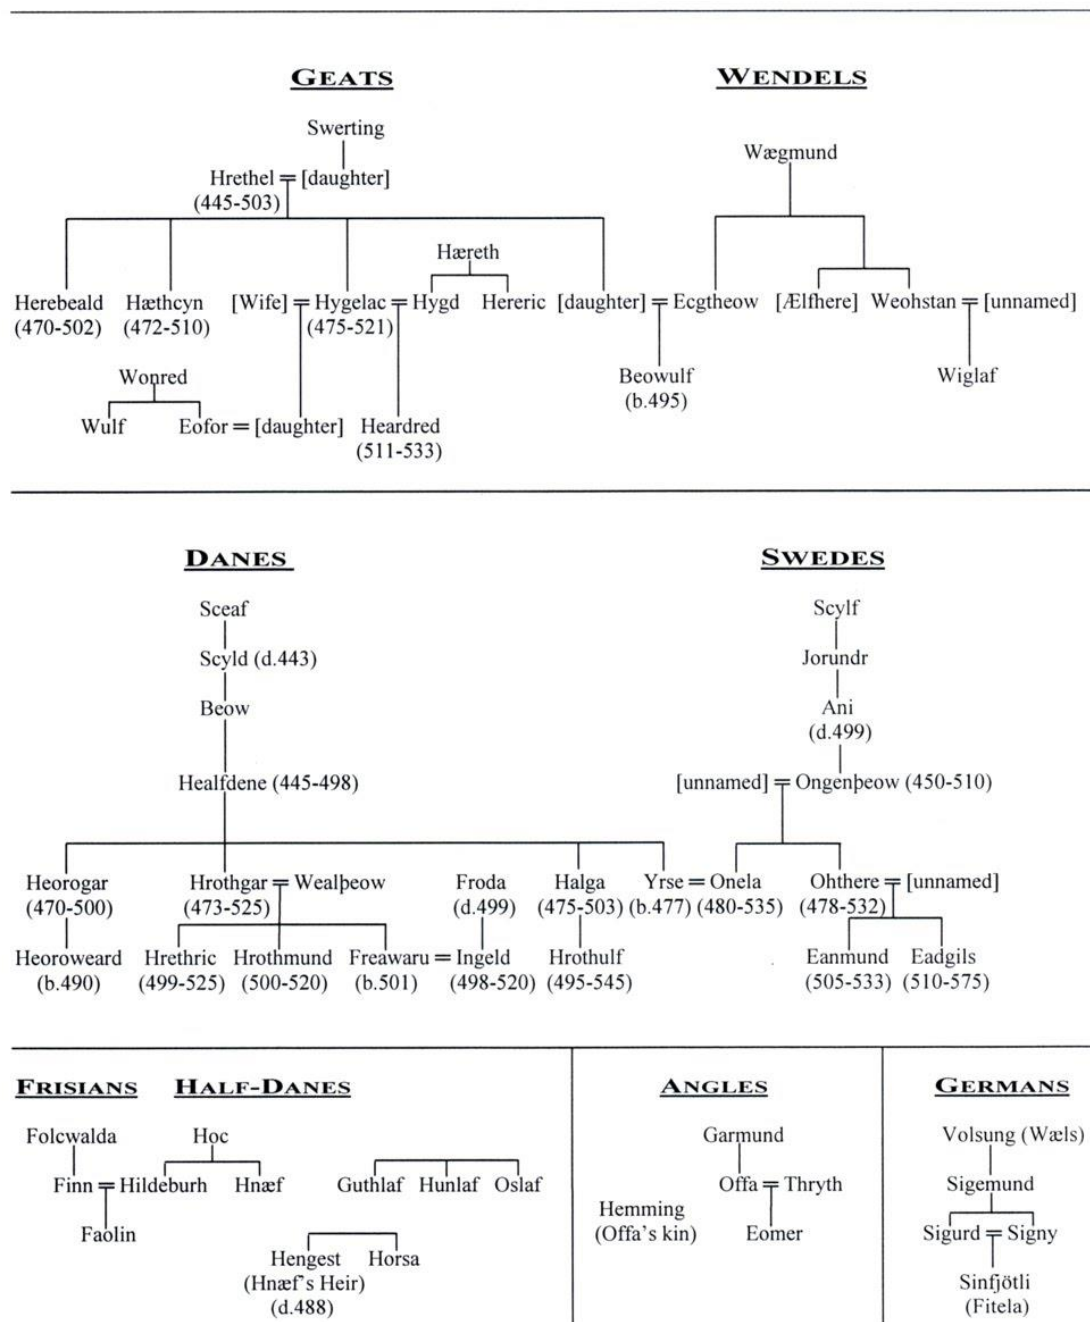 GEATS WENDELS
Swerting
Wægmund
Hrethel = [daughter]
(445-503)
Hæreth
Herebeald Hæthcyn [Wife] = Hygelac = Hygd Hereric [daughter] = Ecgtheow [Ælfhere] Weohstan = [unnamed]
(470-502) (472-510) (475-521)
Wonred Beowulf Wiglaf
(b.495)
Wulf Eofor = [daughter] Heardred
(511-533)
DANES SWEDES
Sceaf Scylf
Scyld (d.443) Jorundr
Beow Ani
(d.499)
Healfdene (445-498) [unnamed] = Ongenþeow (450-510)
Heorogar Hrothgar = Wealþeow Froda Halga Yrse = Onela Ohthere = [unnamed]
(470-500) (473-525) (d.499) (475-503) (b.477) (480-535) (478-532)
Heoroweard Hrethric Hrothmund Freawaru = Ingeld Hrothulf Eanmund Eadgils
(b.490) (499-525) (500-520) (b.501) (498-520) (495-545) (505-533) (510-575)
FRISIANS HALF-DANES ANGLES GERMANS
Folcwalda Hoc Garmund Volsung (Wæls)
Finn = Hildeburh Hnæf Guthlaf Hunlaf Oslaf Offa = Thryth Sigemund
Hemming
Faolin (Offa's kin) Eomer Sigurd = Signy
Hengest Horsa
(Hnæf's Heir) Sinfjötli
(d.488) (Fitela)